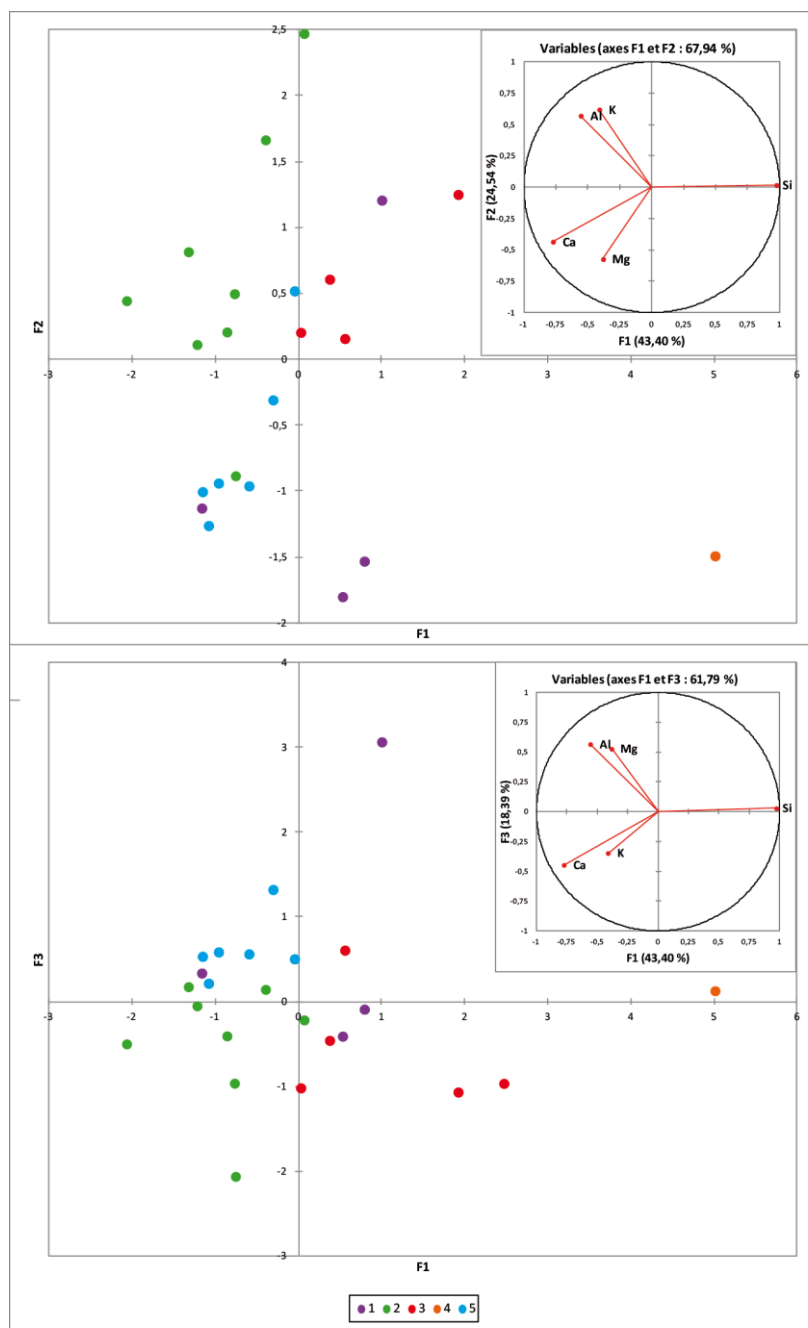 2,5
2
1,5
1
0,5
0
-0,5
-1
-1,5
-2
F2
-3 -2 -1 0 1 2 3 4 5 6
F1
Variables (axes F1 et F2 : 67,94 %)
1
0,75
0,5
0,25
0
-0,25
-0,5
-0,75
-1
F2 (24,54 %)
K
Al
Si
Ca
Mg
-1 -0,75 -0,5 -0,25 0 0,25 0,5 0,75 1
F1 (43,40 %)
4
3
2
1
0
-1
-2
-3
F3
-3 -2 -1 0 1 2 3 4 5 6
F1
Variables (axes F1 et F3 : 61,79 %)
1
0,75
0,5
0,25
0
-0,25
-0,5
-0,75
-1
F3 (18,39 %)
Al
Mg
Si
K
Ca
-1 -0,75 -0,5 -0,25 0 0,25 0,5 0,75 1
F1 (43,40 %)
1 2 3 4 5